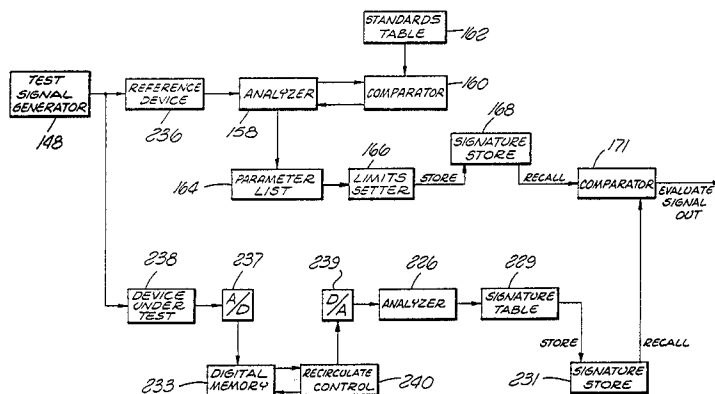 STANDARDS
TABLE
162
TEST
SIGNAL
GENERATOR
148
REFERENCE
DEVICE
236
ANALYZER
158
COMPARATOR
160
168
SIGNATURE
STORE
171
166
164
PARAMETER
LIST
LIMITS
SETTER
STORE
RECALL
COMPARATOR
EVALUATE
SIGNAL
OUT
238
237
239
226
229
DEVICE
UNDER
TEST
A/D
D/A
ANALYZER
SIGNATURE
TABLE
STORE
RECALL
233
DIGITAL
MEMORY
RECIRCULATE
CONTROL
240
231
SIGNATURE
STORE